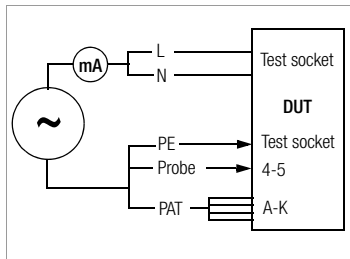 L
mA
N
Test socket
DUT
~
PE
Test socket
Probe
4-5
PAT
A-K